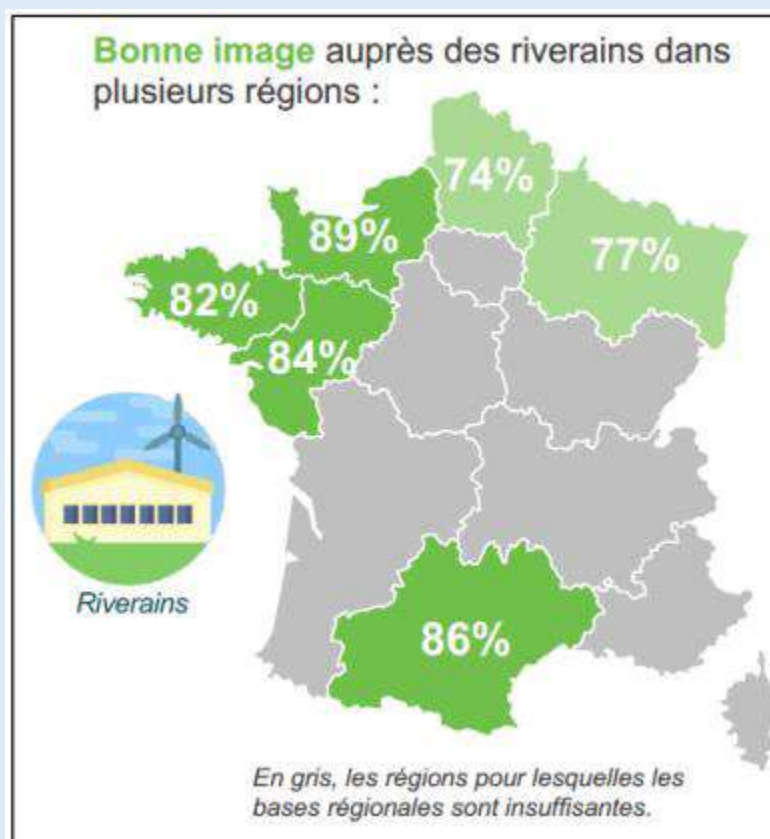 Bonne image auprès des riverains dans
plusieurs régions :
74%
89%
77%
82%
84%
Riverains
86%
En gris, les régions pour lesquelles les
bases régionales sont insuffisantes.